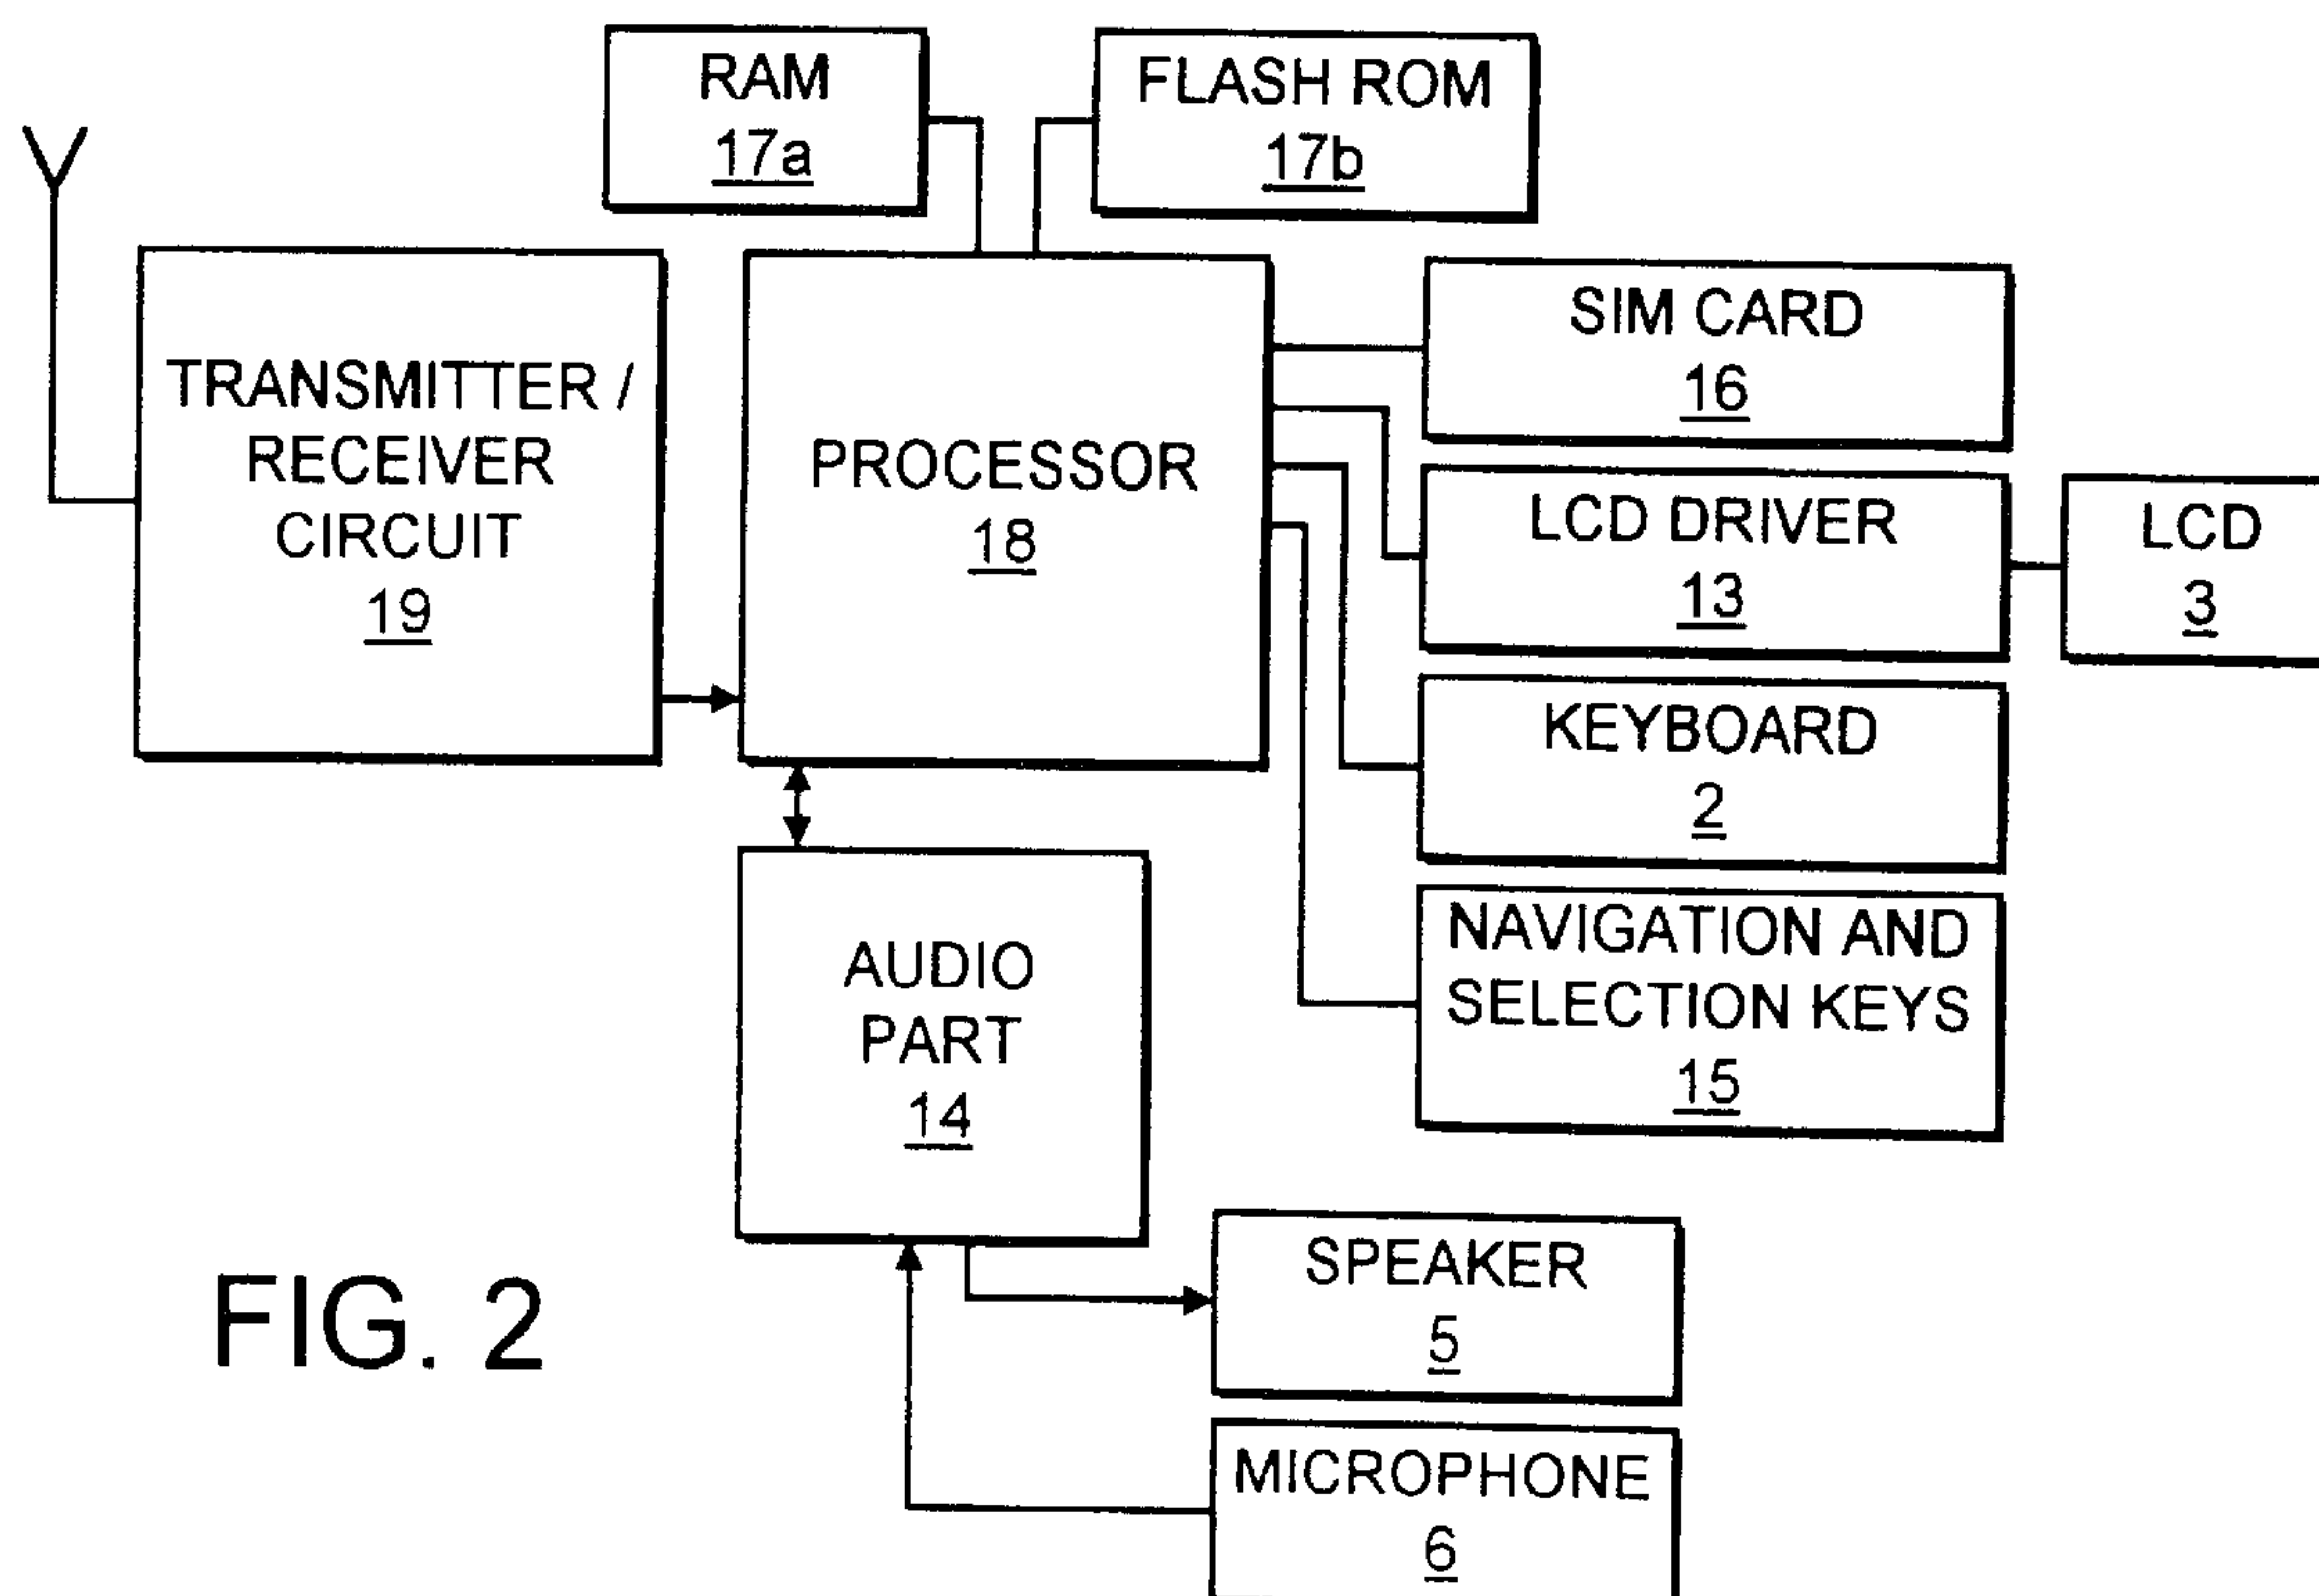 RAM
17a
FLASH ROM
17b
TRANSMITTER /
RECEIVER
CIRCUIT
19
PROCESSOR
18
SIM CARD
16
LCD DRIVER
13
LCD
3
KEYBOARD
2
NAVIGATION AND
SELECTION KEYS
15
AUDIO
PART
14
SPEAKER
5
MICROPHONE
6
FIG. 2